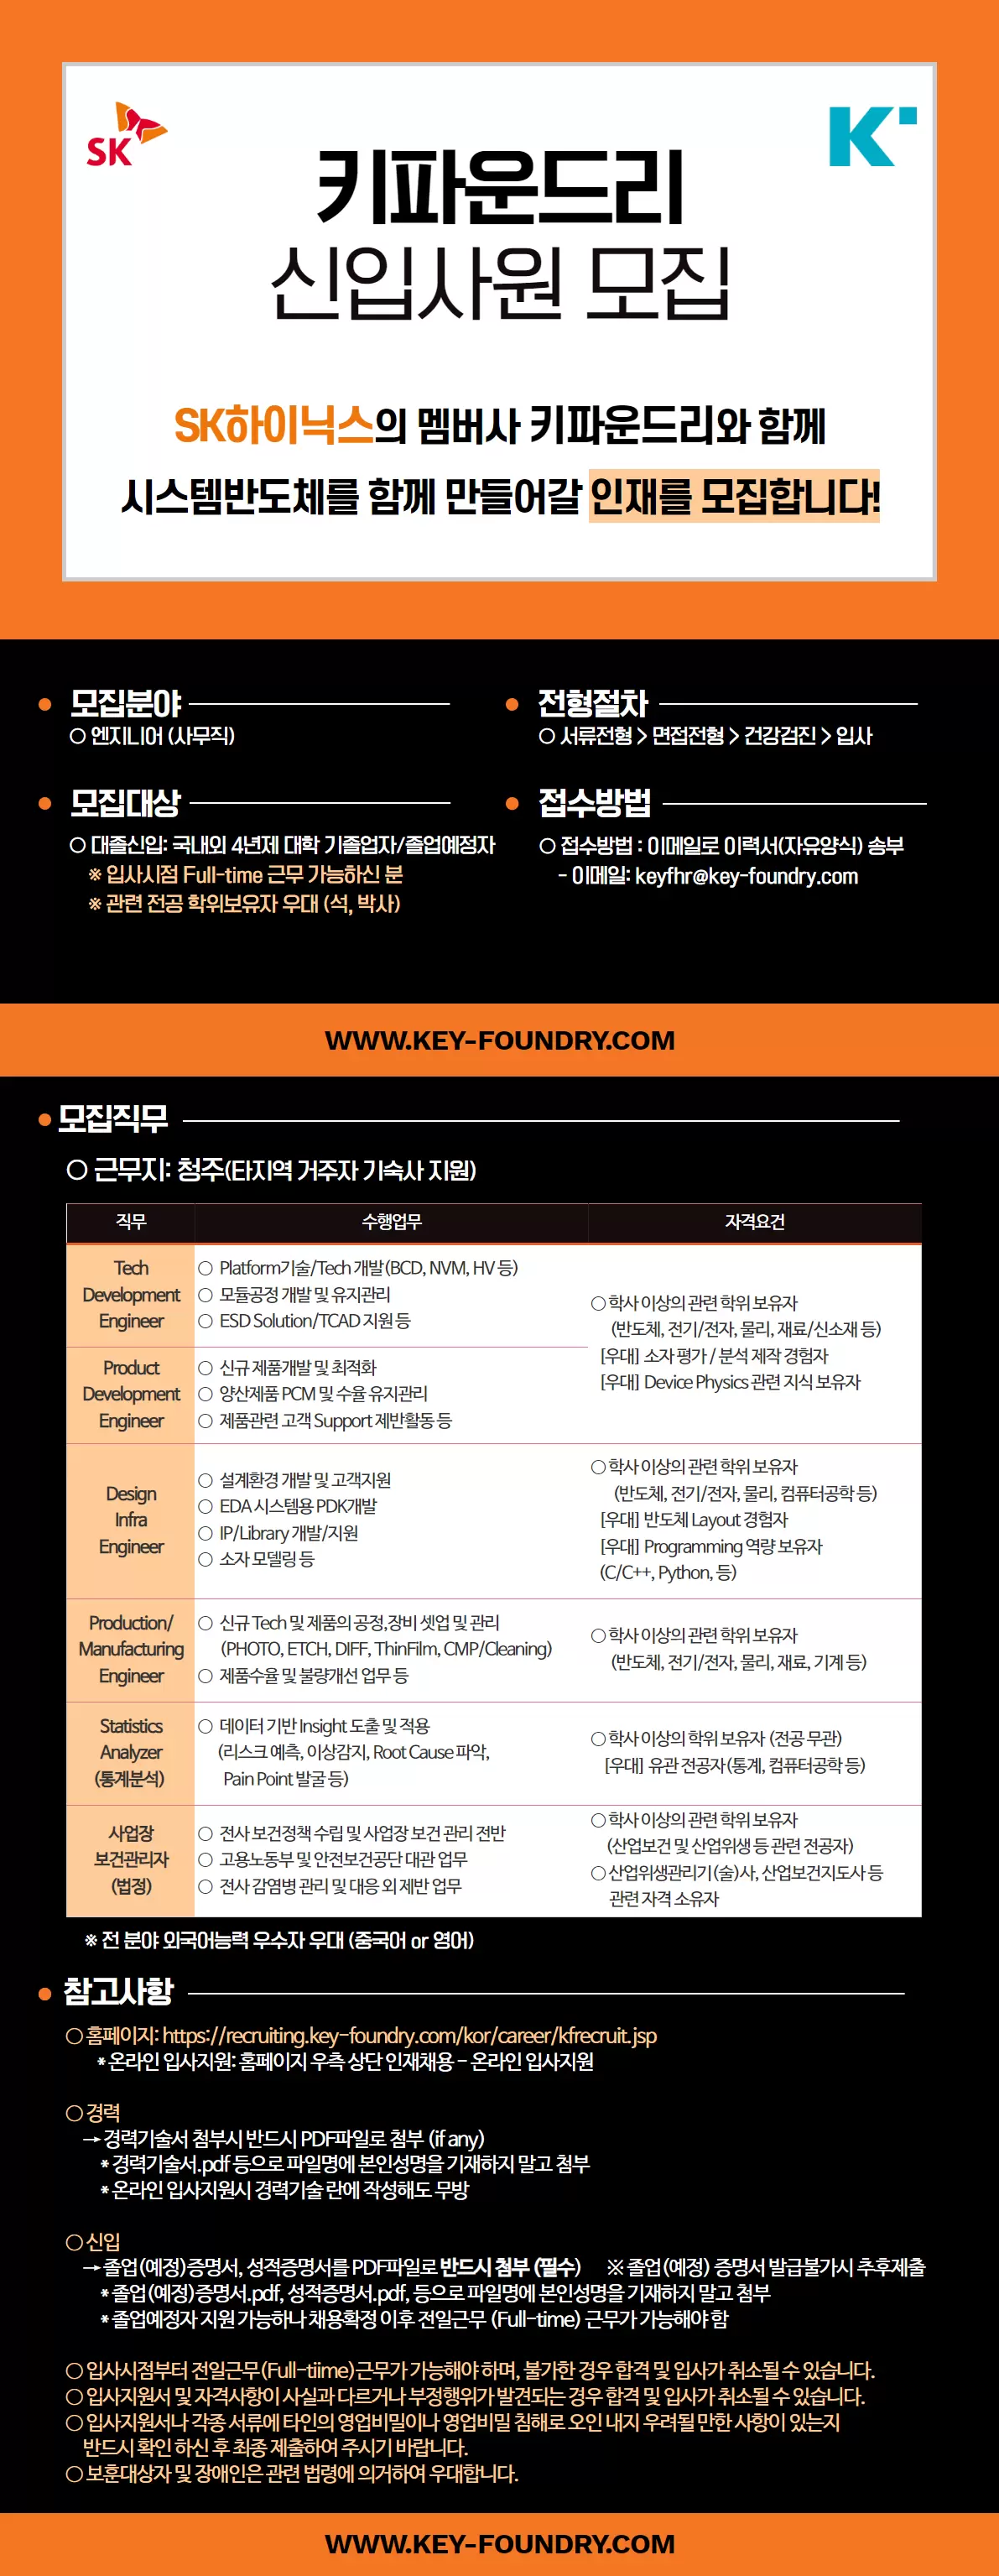 SK
K
키파운드리
신입사원 모집
SK하이닉스의 멤버사 키파운드리와 함께
시스템반도체를 함께 만들어갈 인재를 모집합니다!
모집분야
○ 엔지니어 (사무직)
전형절차
○ 서류전형 > 면접전형 > 건강검진 > 입사
모집대상
○ 대졸신입: 국내외 4년제 대학 기졸업자/졸업예정자
※ 입사시점 Full-time 근무 가능하신 분
※ 관련 전공 학위보유자 우대 (석, 박사)
접수방법
○ 접수방법 : 이메일로 이력서(자유양식) 송부
- 이메일: keyfhr@key-foundry.com
WWW.KEY-FOUNDRY.COM
모집직무
○ 근무지: 청주(타지역 거주자 기숙사 지원)
직무 수행업무 자격요건
Tech
Development
Engineer
○ Platform기술/Tech 개발(BCD, NVM, HV 등)
○ 모듈공정 개발 및 유지관리
○ ESD Solution/TCAD 지원 등
○ 학사 이상의 관련 학위 보유자
(반도체, 전기/전자, 물리, 재료/신소재 등)
[우대] 소자 평가 / 분석 제작 경험자
[우대] Device Physics 관련 지식 보유자
Product
Development
Engineer
○ 신규 제품개발 및 최적화
○ 양산제품 PCM 및 수율 유지관리
○ 제품관련 고객 Support 제반활동 등
Design
Infra
Engineer
○ 설계환경 개발 및 고객지원
○ EDA 시스템용 PDK개발
○ IP/Library 개발/지원
○ 소자 모델링 등
○ 학사 이상의 관련 학위 보유자
(반도체, 전기/전자, 물리, 컴퓨터공학 등)
[우대] 반도체 Layout 경험자
[우대] Programming 역량 보유자
(C/C++, Python, 등)
Production/
Manufacturing
Engineer
○ 신규 Tech 및 제품의 공정,장비 셋업 및 관리
(PHOTO, ETCH, DIFF, ThinFilm, CMP/Cleaning)
○ 제품수율 및 불량개선 업무 등
○ 학사 이상의 관련 학위 보유자
(반도체, 전기/전자, 물리, 재료, 기계 등)
Statistics
Analyzer
(통계분석)
○ 데이터 기반 Insight 도출 및 적용
(리스크 예측, 이상감지, Root Cause 파악,
Pain Point 발굴 등)
○ 학사 이상의 학위 보유자 (전공 무관)
[우대] 유관 전공자(통계, 컴퓨터공학 등)
사업장
보건관리자
(법정)
○ 전사 보건정책 수립 및 사업장 보건 관리 전반
○ 고용노동부 및 안전보건공단 대관 업무
○ 전사 감염병 관리 및 대응 외 제반 업무
○ 학사 이상의 관련 학위 보유자
(산업보건 및 산업위생 등 관련 전공자)
○ 산업위생관리기(술)사, 산업보건지도사 등
관련 자격 소유자
※ 전 분야 외국어능력 우수자 우대 (중국어 or 영어)
참고사항
○ 홈페이지: https://recruiting.key-foundry.com/kor/career/kfrecruit.jsp
* 온라인 입사지원: 홈페이지 우측 상단 인재채용 - 온라인 입사지원
○ 경력
→ 경력기술서 첨부시 반드시 PDF파일로 첨부 (if any)
* 경력기술서.pdf 등으로 파일명에 본인성명을 기재하지 말고 첨부
* 온라인 입사지원시 경력기술 란에 작성해도 무방
○ 신입
→ 졸업(예정)증명서, 성적증명서를 PDF파일로 반드시 첨부 (필수) ※ 졸업(예정) 증명서 발급불가시 추후제출
* 졸업(예정)증명서.pdf, 성적증명서.pdf, 등으로 파일명에 본인성명을 기재하지 말고 첨부
* 졸업예정자 지원 가능하나 채용확정 이후 전일근무 (Full-time) 근무가 가능해야 함
○ 입사시점부터 전일근무(Full-tiime)근무가 가능해야 하며, 불가한 경우 합격 및 입사가 취소될 수 있습니다.
○ 입사지원서 및 자격사항이 사실과 다르거나 부정행위가 발견되는 경우 합격 및 입사가 취소될 수 있습니다.
○ 입사지원서나 각종 서류에 타인의 영업비밀이나 영업비밀 침해로 오인 내지 우려될 만한 사항이 있는지
반드시 확인 하신 후 최종 제출하여 주시기 바랍니다.
○ 보훈대상자 및 장애인은 관련 법령에 의거하여 우대합니다.
WWW.KEY-FOUNDRY.COM